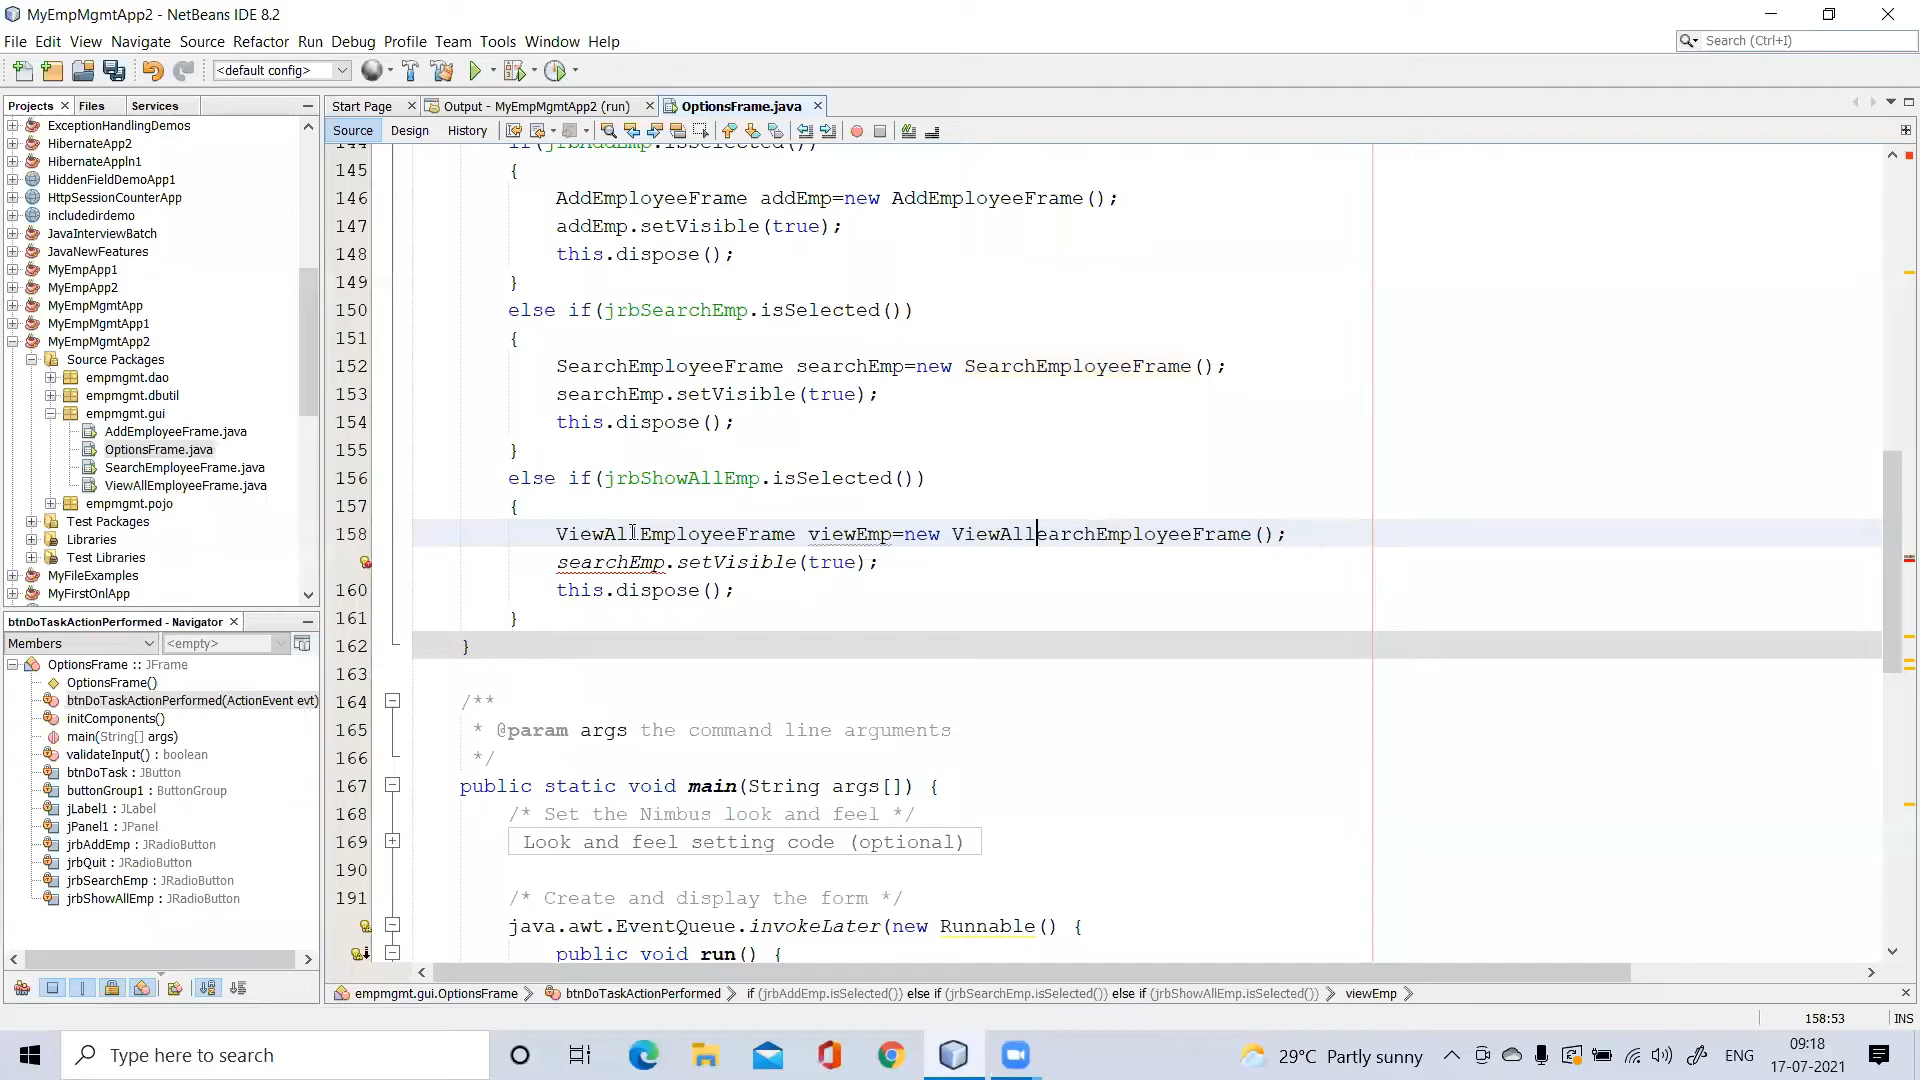 MyEmpMgmtApp2 - NetBeans IDE 8.2
File Edit View Navigate Source Refactor Run Debug Profile Team Tools Window Help
Search (Ctrl+I)
<default config>
Projects Files Services
Start Page Output - MyEmpMgmtApp2 (run) OptionsFrame.java
Source Design History
ExceptionHandlingDemos
HibernateApp2
HibernateAppln1
HiddenFieldDemoApp1
HttpSessionCounterApp
includedirdemo
JavaInterviewBatch
JavaNewFeatures
MyEmpApp1
MyEmpApp2
MyEmpMgmtApp
MyEmpMgmtApp1
MyEmpMgmtApp2
Source Packages
empmgmt.dao
empmgmt.dbutil
empmgmt.gui
AddEmployeeFrame.java
OptionsFrame.java
SearchEmployeeFrame.java
ViewAllEmployeeFrame.java
empmgmt.pojo
Test Packages
Libraries
Test Libraries
MyFileExamples
MyFirstOnlApp
btnDoTaskActionPerformed - Navigator
Members <empty>
OptionsFrame :: JFrame
OptionsFrame()
btnDoTaskActionPerformed(ActionEvent evt)
initComponents()
main(String[] args)
validateInput() : boolean
btnDoTask : JButton
buttonGroup1 : ButtonGroup
jLabel1 : JLabel
jPanel1 : JPanel
jrbAddEmp : JRadioButton
jrbQuit : JRadioButton
jrbSearchEmp : JRadioButton
jrbShowAllEmp : JRadioButton
144 if(jrbAddEmp.isSelected())
145 {
146 AddEmployeeFrame addEmp=new AddEmployeeFrame();
147 addEmp.setVisible(true);
148 this.dispose();
149 }
150 else if(jrbSearchEmp.isSelected())
151 {
152 SearchEmployeeFrame searchEmp=new SearchEmployeeFrame();
153 searchEmp.setVisible(true);
154 this.dispose();
155 }
156 else if(jrbShowAllEmp.isSelected())
157 {
158 ViewAllEmployeeFrame viewEmp=new ViewAllearchEmployeeFrame();
searchEmp.setVisible(true);
160 this.dispose();
161 }
162 }
163
164 /**
165 * @param args the command line arguments
166 */
167 public static void main(String args[]) {
168 /* Set the Nimbus look and feel */
169 Look and feel setting code (optional)
190
191 /* Create and display the form */
java.awt.EventQueue.invokeLater(new Runnable() {
public void run() {
empmgmt.gui.OptionsFrame btnDoTaskActionPerformed if (jrbAddEmp.isSelected()) else if (jrbSearchEmp.isSelected()) else if (jrbShowAllEmp.isSelected()) viewEmp
158:53 INS
Type here to search
29°C Partly sunny
ENG
09:18
17-07-2021